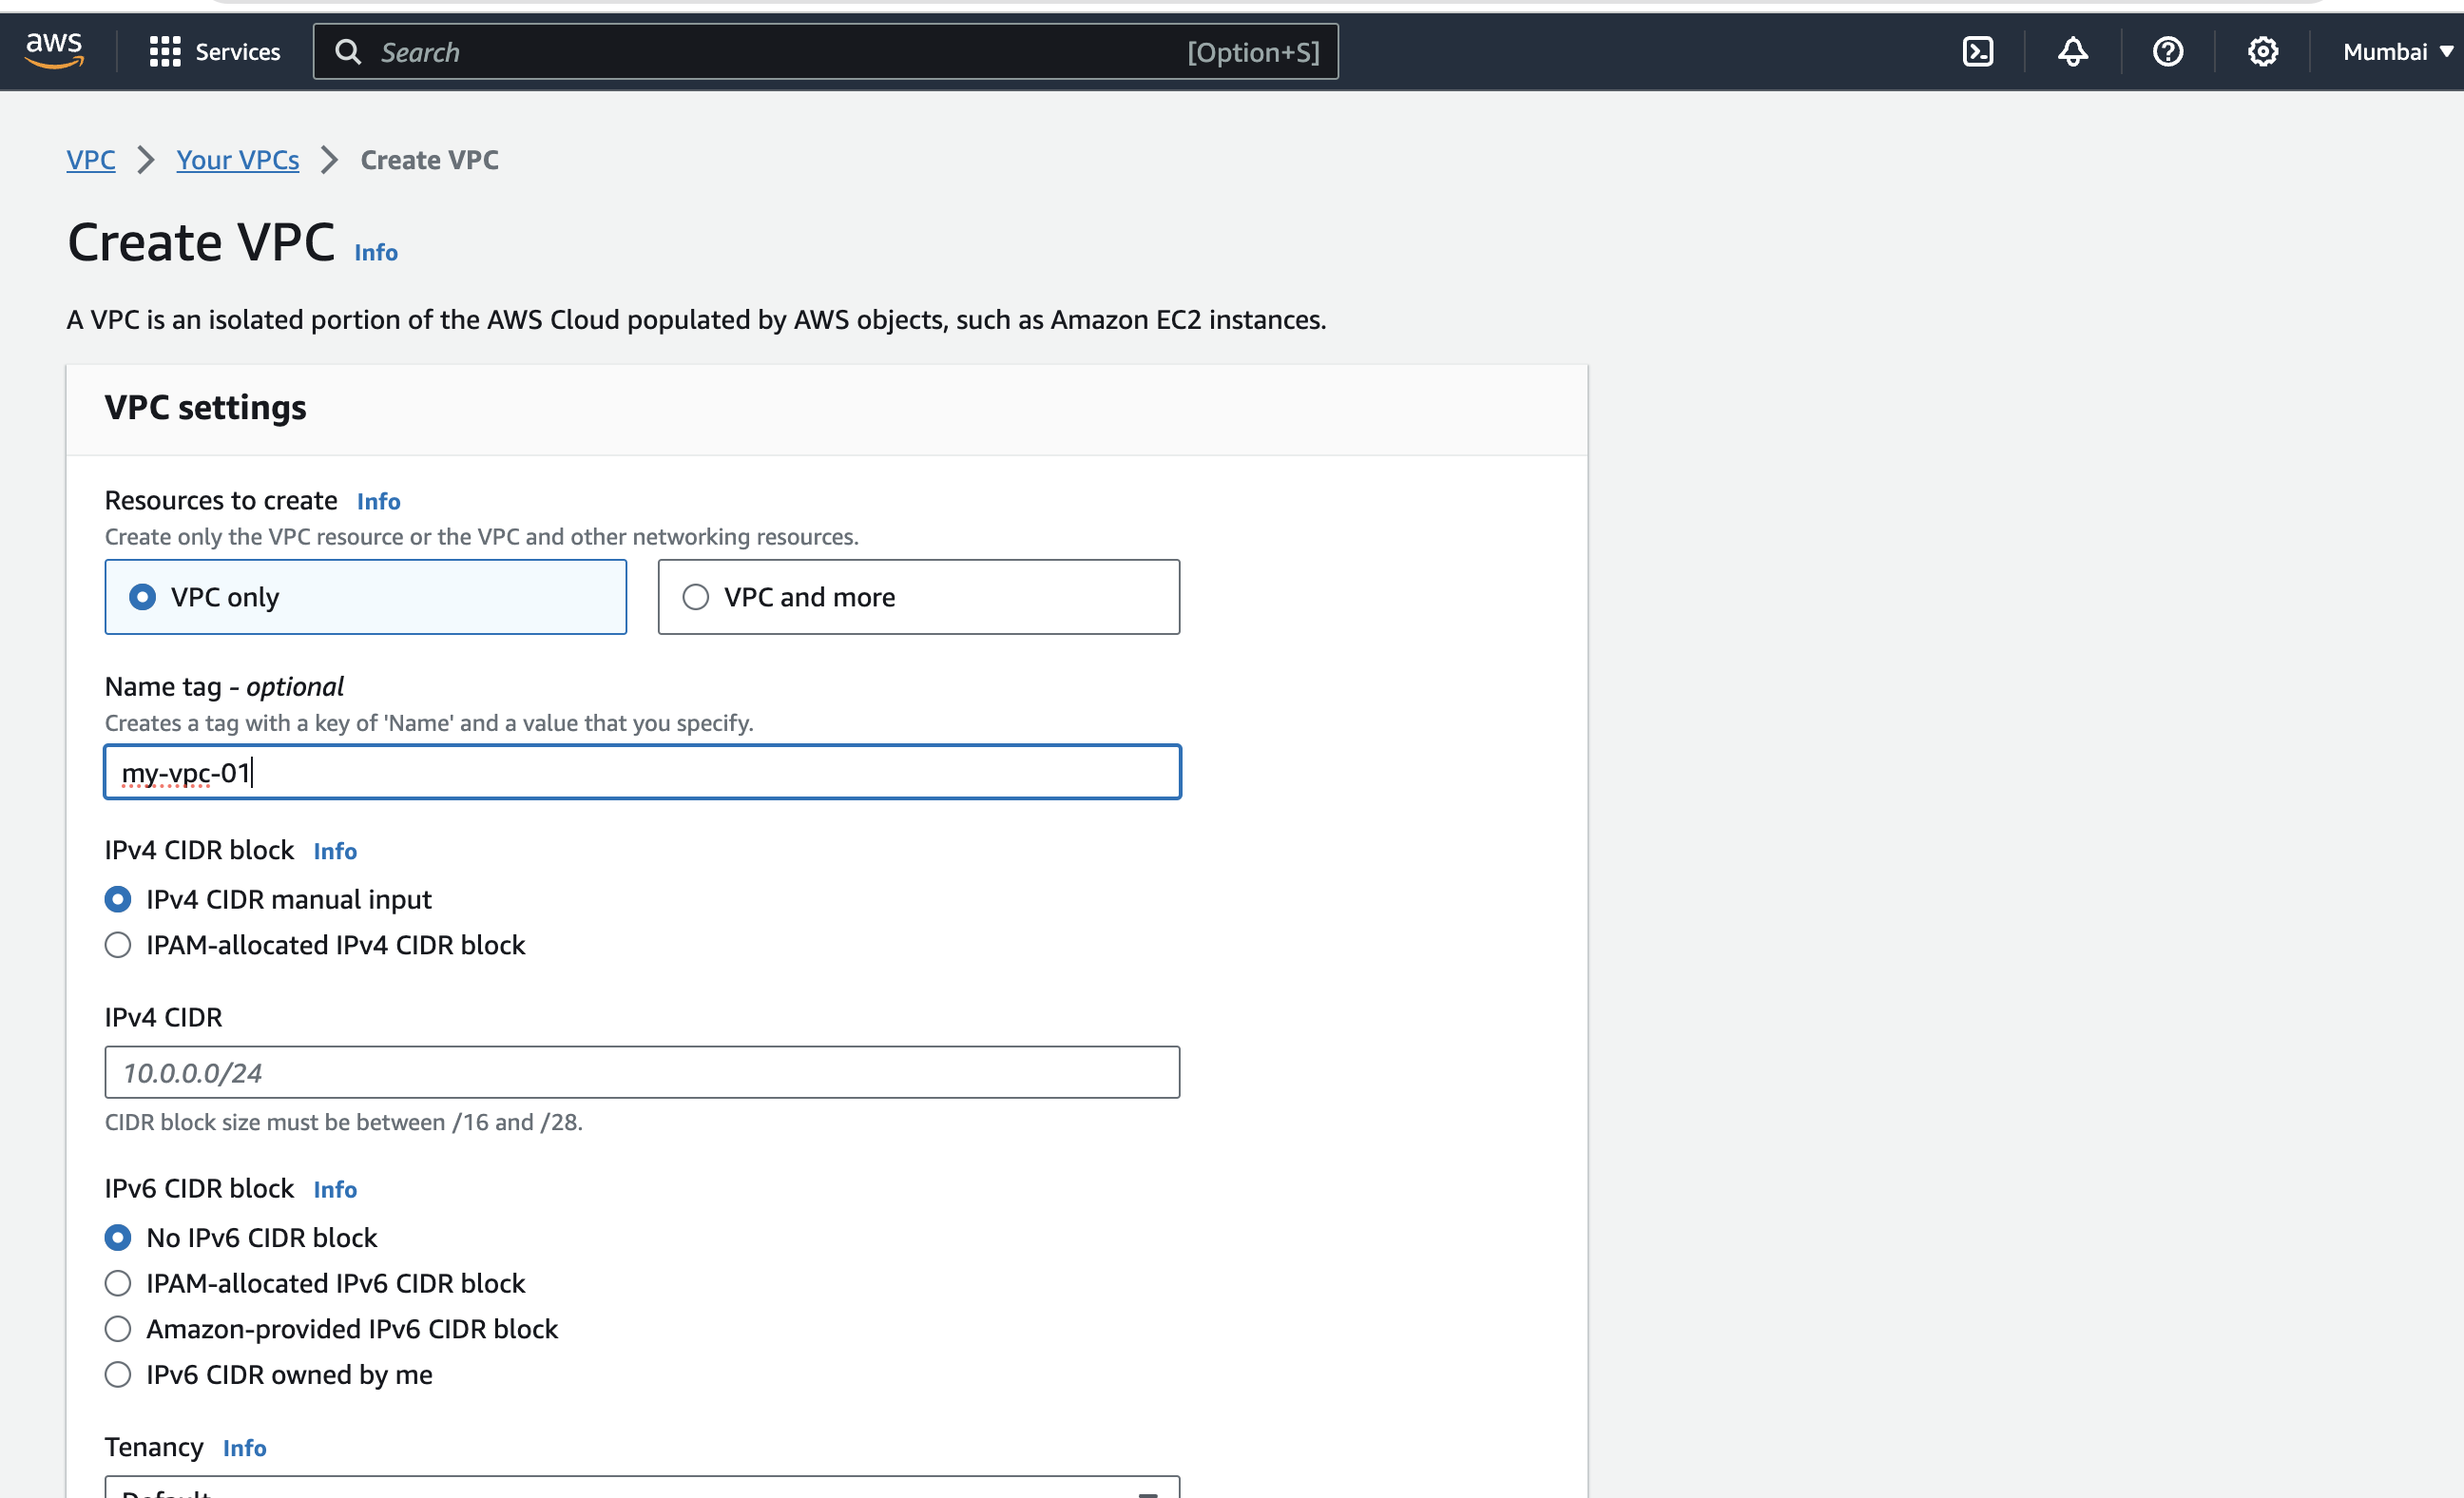 aws Services Search [Option+S] Mumbai
VPC Your VPCs Create VPC
Create VPC Info
A VPC is an isolated portion of the AWS Cloud populated by AWS objects, such as Amazon EC2 instances.
VPC settings
Resources to create Info
Create only the VPC resource or the VPC and other networking resources.
VPC only VPC and more
Name tag - optional
Creates a tag with a key of 'Name' and a value that you specify.
my-vpc-01
IPv4 CIDR block Info
IPv4 CIDR manual input
IPAM-allocated IPv4 CIDR block
IPv4 CIDR
10.0.0.0/24
CIDR block size must be between /16 and /28.
IPv6 CIDR block Info
No IPv6 CIDR block
IPAM-allocated IPv6 CIDR block
Amazon-provided IPv6 CIDR block
IPv6 CIDR owned by me
Tenancy Info
Default